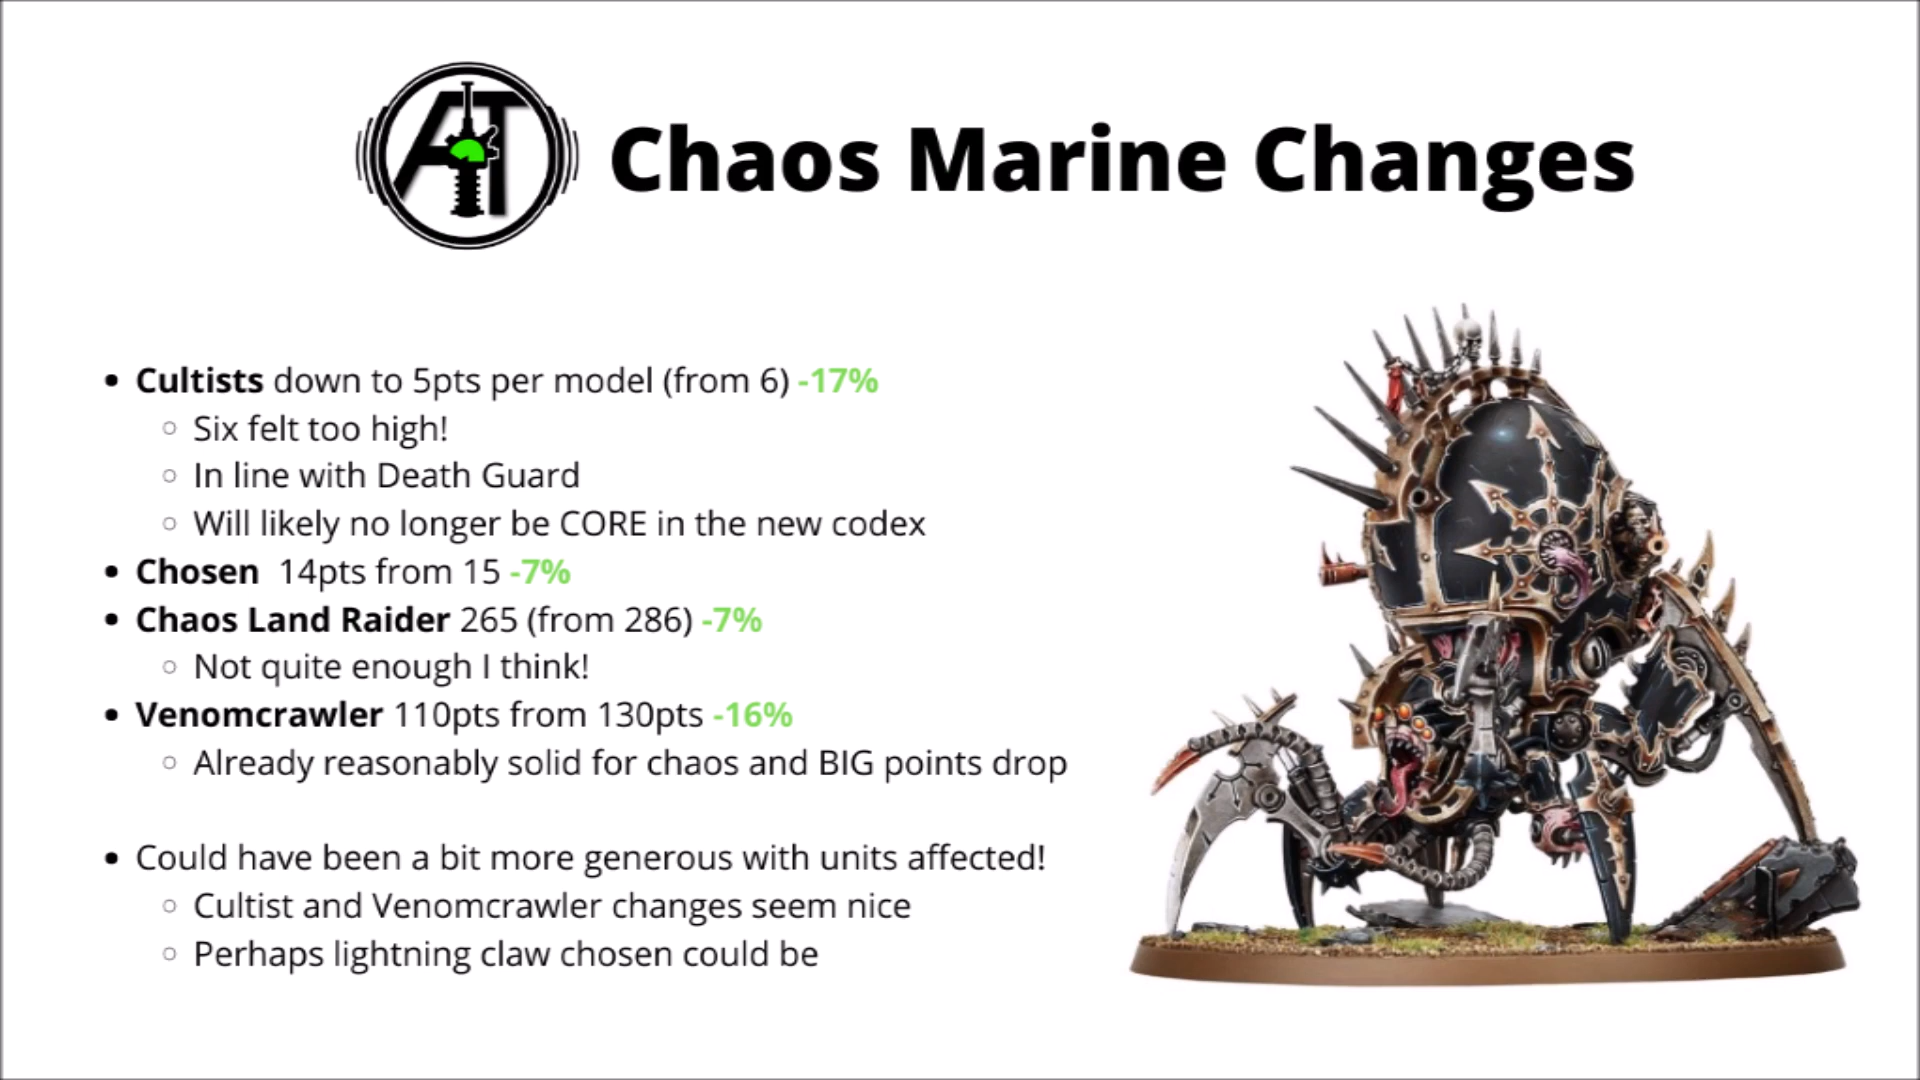 AT
Chaos Marine Changes
• Cultists down to 5pts per model (from 6) -17%
○ Six felt too high!
○ In line with Death Guard
○ Will likely no longer be CORE in the new codex
• Chosen 14pts from 15 -7%
• Chaos Land Raider 265 (from 286) -7%
○ Not quite enough I think!
• Venomcrawler 110pts from 130pts -16%
○ Already reasonably solid for chaos and BIG points drop
• Could have been a bit more generous with units affected!
○ Cultist and Venomcrawler changes seem nice
○ Perhaps lightning claw chosen could be